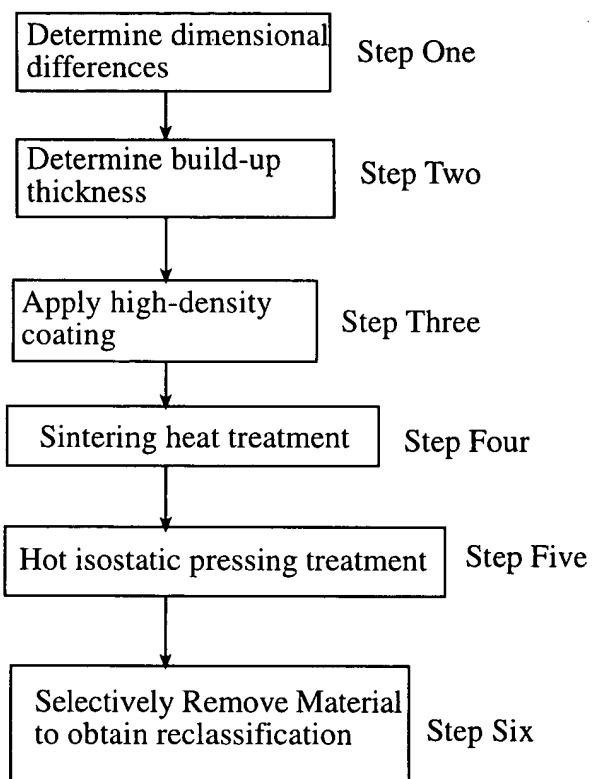 Determine dimensional
differences
Step One
Determine build-up
thickness
Step Two
Apply high-density
coating
Step Three
Sintering heat treatment
Step Four
Hot isostatic pressing treatment
Step Five
Selectively Remove Material
to obtain reclassification
Step Six